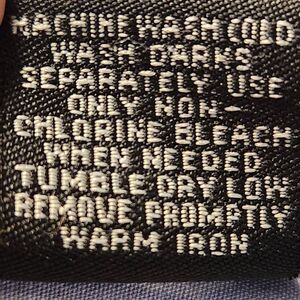 MACHINE WASH COLD
WASH DARKS
SEPARATELY USE
ONLY NON-
CHLORINE BLEACH
WHEN NEEDED
TUMBLE DRY LOW
REMOVE PROMPTLY
WARM IRON